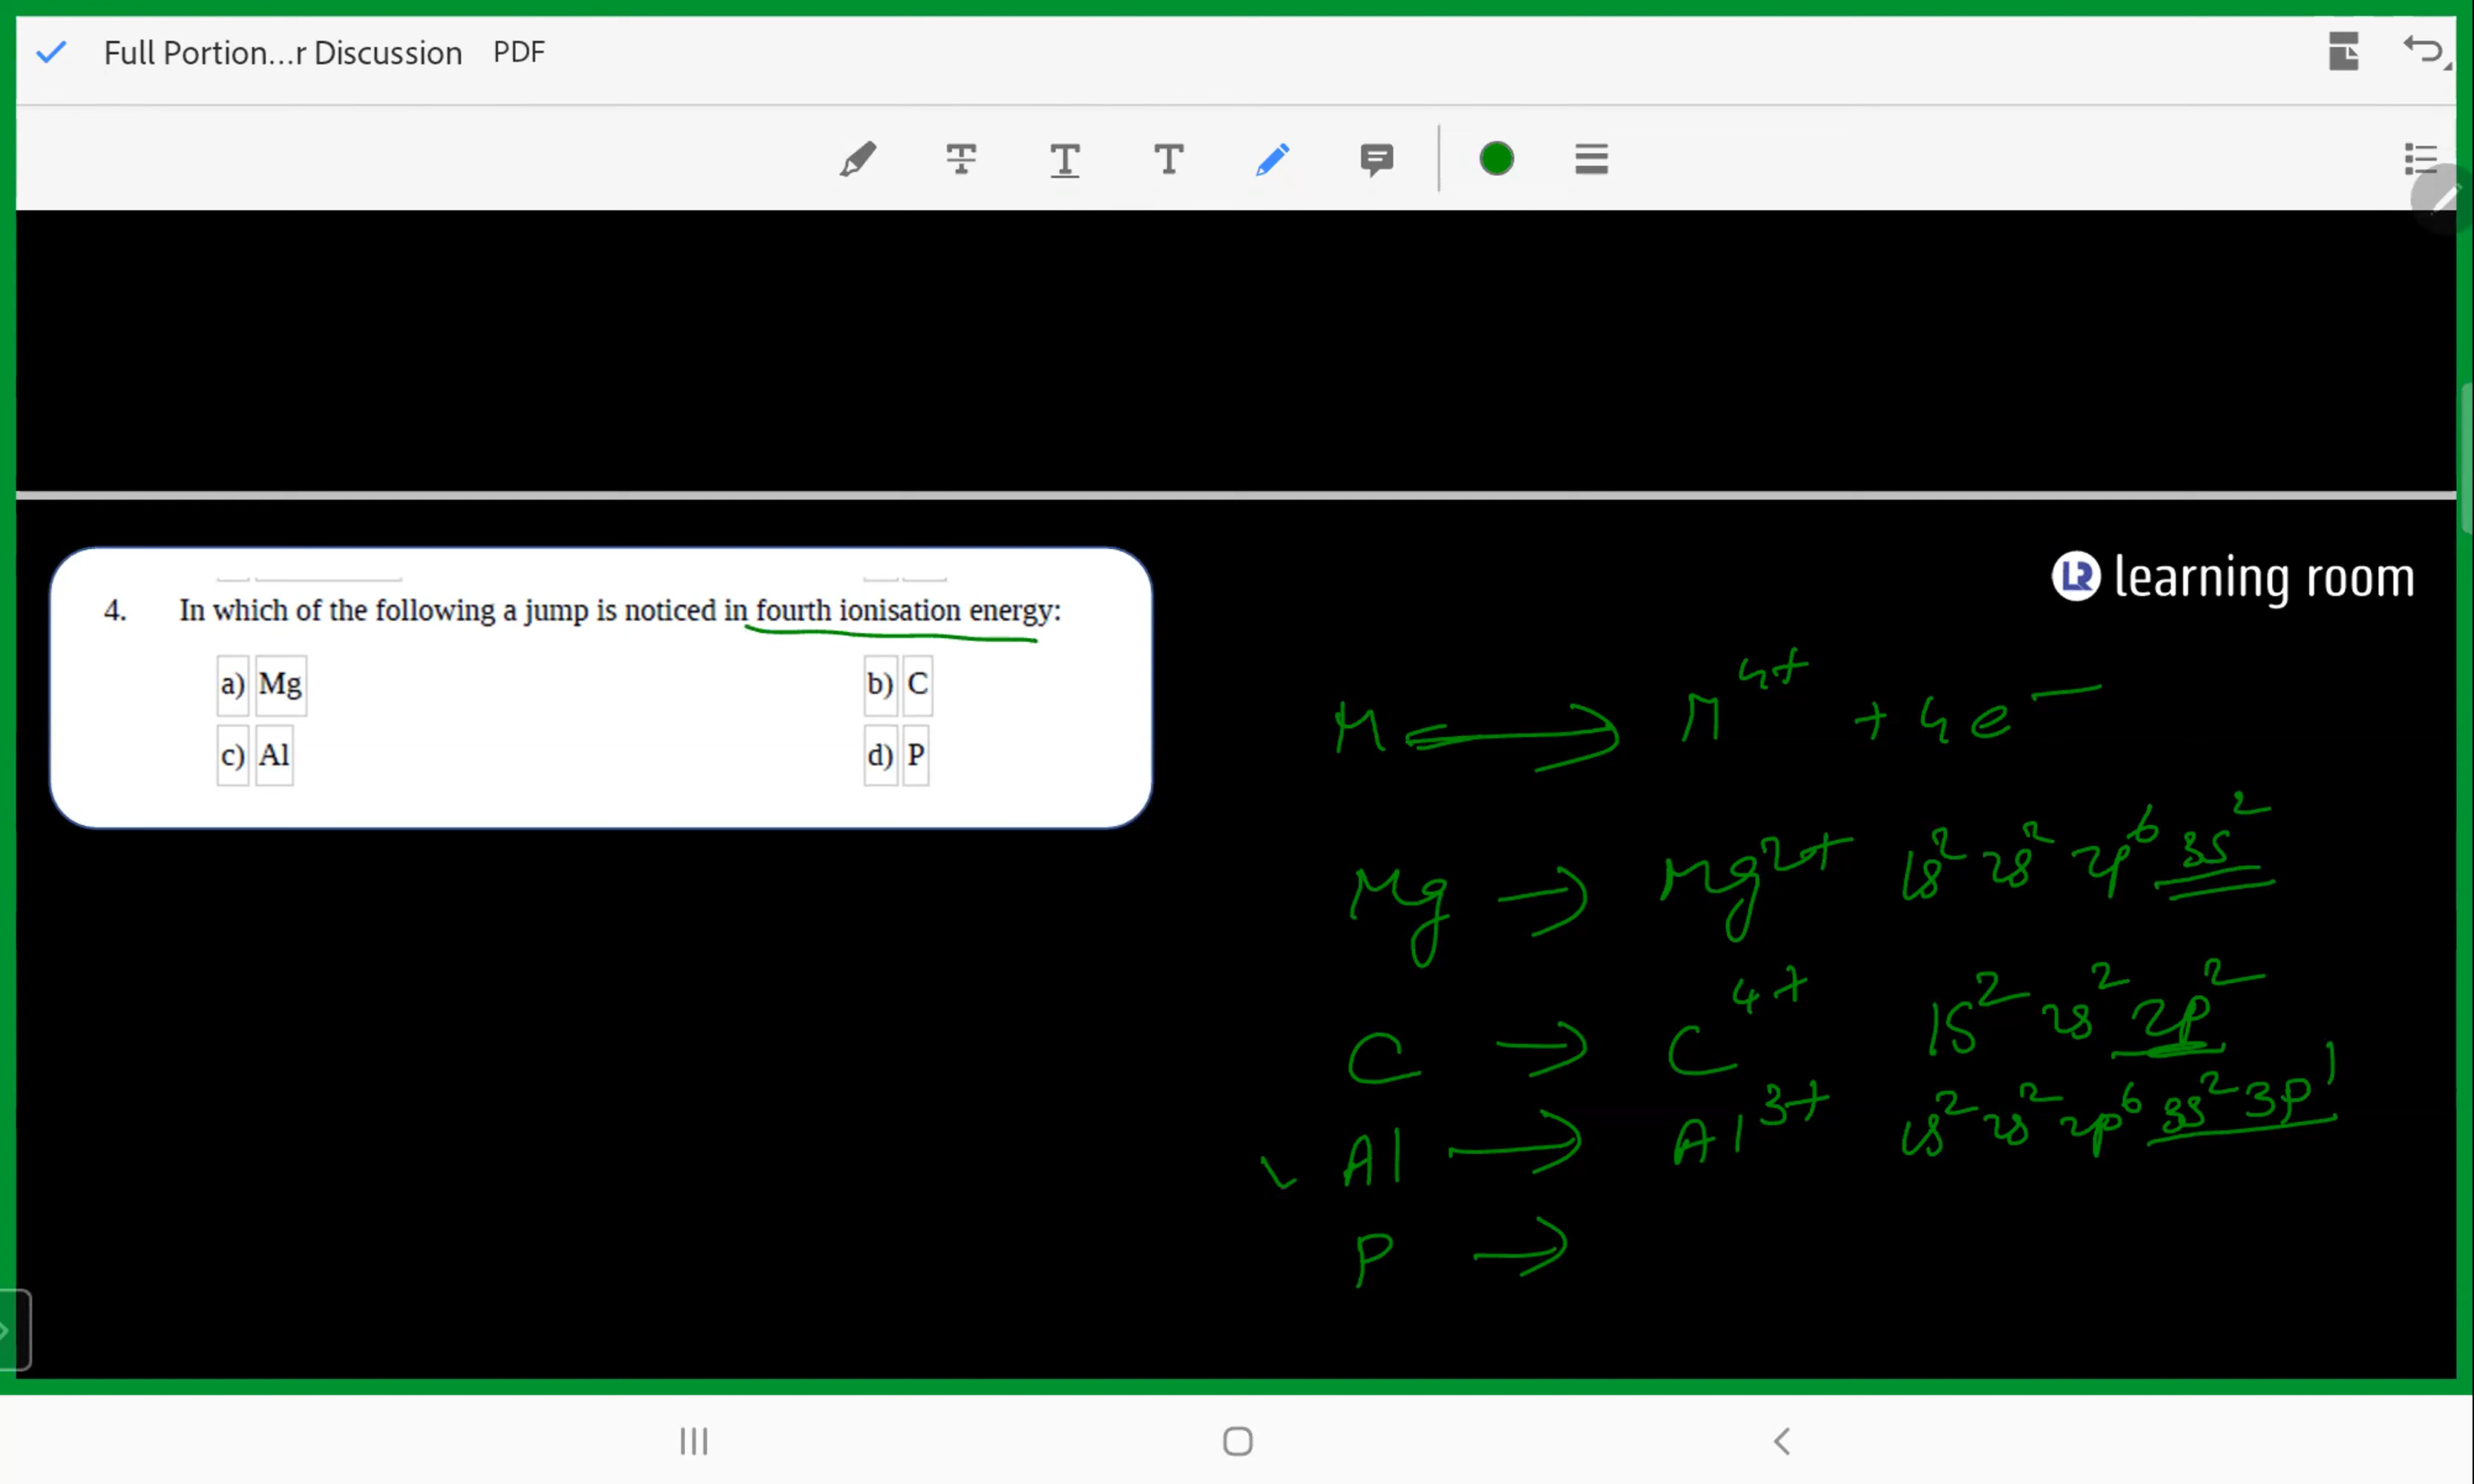 Full Portion...r Discussion PDF
learning room
4. In which of the following a jump is noticed in fourth ionisation energy:
a) Mg b) C
c) Al d) P
M ⟹ M⁴⁺ + 4e⁻
Mg → Mg²⁺ 1s² 2s² 2p⁶ 3s²
C → C⁴⁺ 1s² 2s² 2p²
Al → Al³⁺ 1s² 2s² 2p⁶ 3s² 3p¹
P →